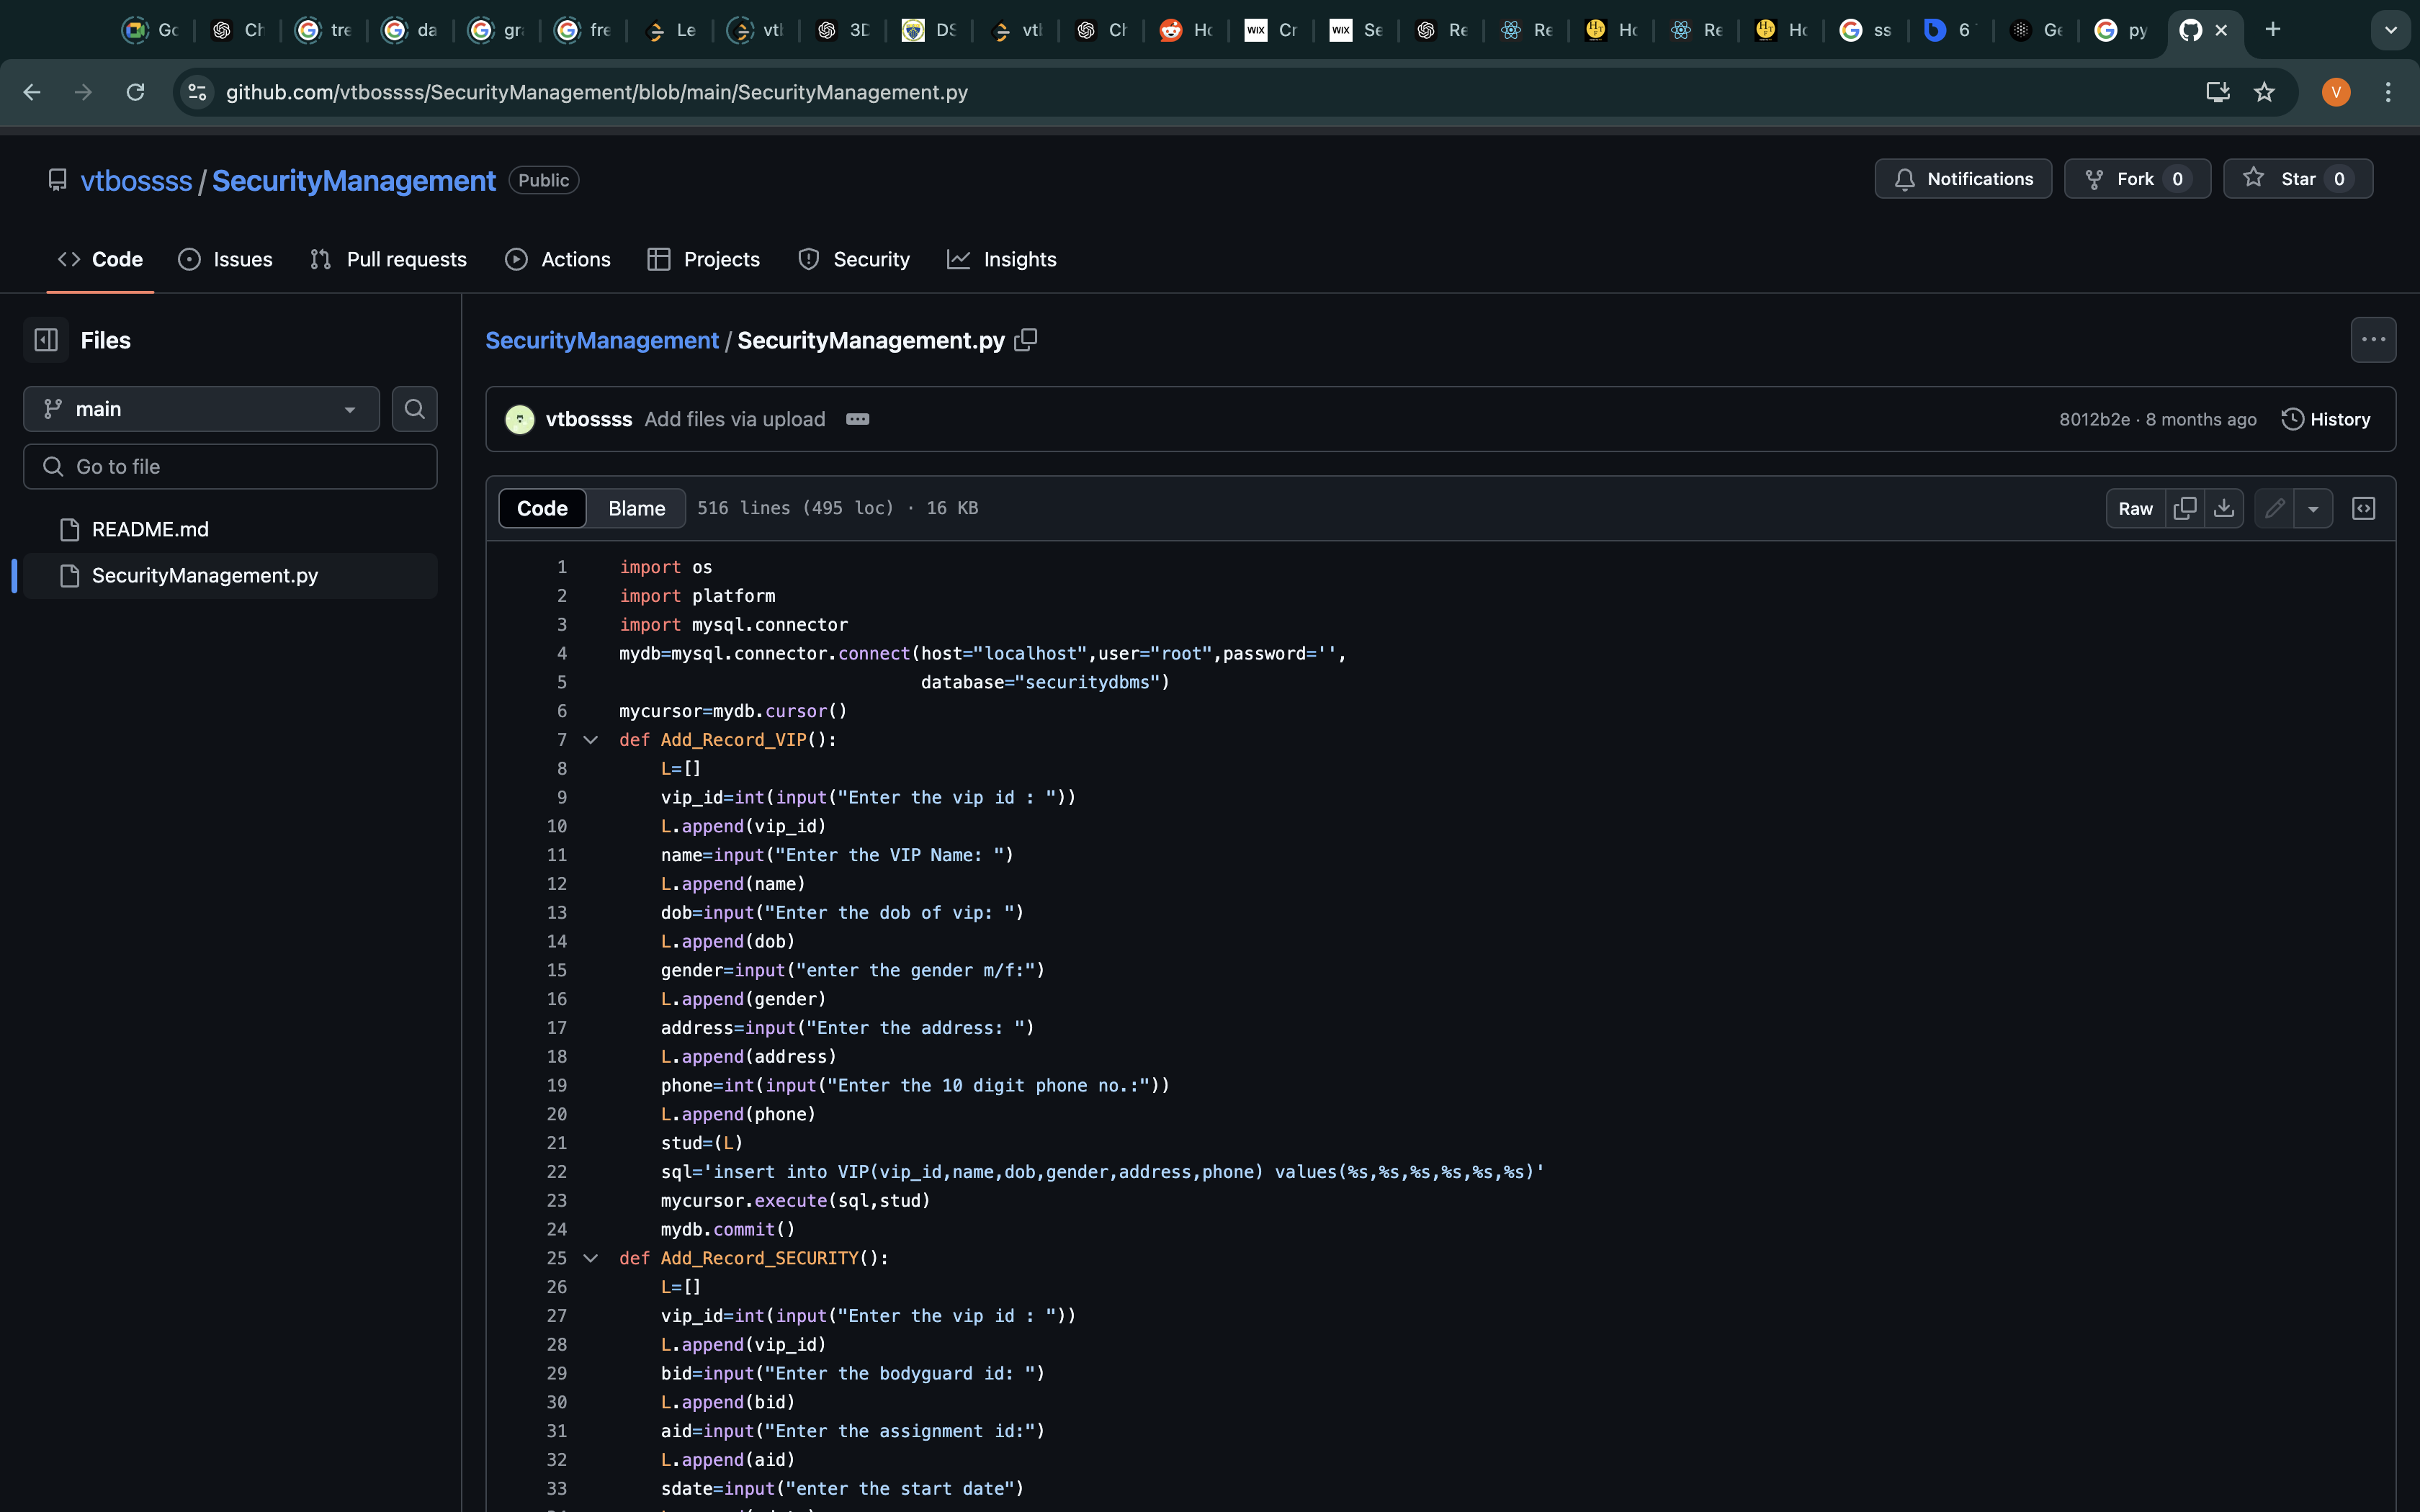 Gc Ch tre da gr fre Le vtl 3D DS vtl Ch Hc Cr Se Re Re Hc Re Hc ss 6 Ge py
github.com/vtbossss/SecurityManagement/blob/main/SecurityManagement.py
V
vtbossss / SecurityManagement Public
Notifications
Fork 0
Star 0
Code Issues Pull requests Actions Projects Security Insights
Files
main
Go to file
README.md
SecurityManagement.py
SecurityManagement / SecurityManagement.py
vtbossss Add files via upload
8012b2e · 8 months ago History
Code Blame 516 lines (495 loc) · 16 KB
Raw
1 import os
2 import platform
3 import mysql.connector
4 mydb=mysql.connector.connect(host="localhost",user="root",password='',
5 database="securitydbms")
6 mycursor=mydb.cursor()
7 def Add_Record_VIP():
8 L=[]
9 vip_id=int(input("Enter the vip id : "))
10 L.append(vip_id)
11 name=input("Enter the VIP Name: ")
12 L.append(name)
13 dob=input("Enter the dob of vip: ")
14 L.append(dob)
15 gender=input("enter the gender m/f:")
16 L.append(gender)
17 address=input("Enter the address: ")
18 L.append(address)
19 phone=int(input("Enter the 10 digit phone no.:"))
20 L.append(phone)
21 stud=(L)
22 sql='insert into VIP(vip_id,name,dob,gender,address,phone) values(%s,%s,%s,%s,%s,%s)'
23 mycursor.execute(sql,stud)
24 mydb.commit()
25 def Add_Record_SECURITY():
26 L=[]
27 vip_id=int(input("Enter the vip id : "))
28 L.append(vip_id)
29 bid=input("Enter the bodyguard id: ")
30 L.append(bid)
31 aid=input("Enter the assignment id:")
32 L.append(aid)
33 sdate=input("enter the start date")